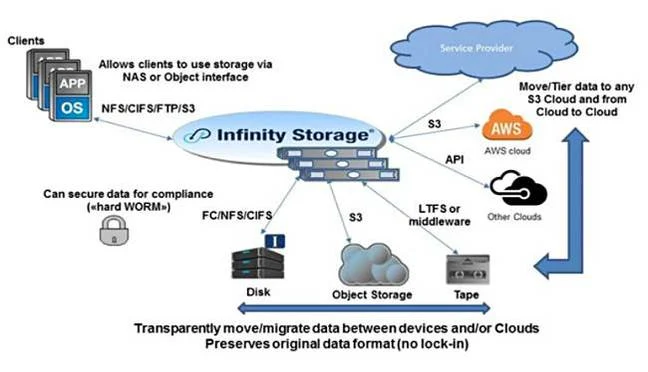 Clients
Allows clients to use storage via
NAS or Object interface
APP
OS
NFS/CIFS/FTP/S3
Service Provider
Move/Tier data to any
S3 Cloud and from
Cloud to Cloud
Infinity Storage®
S3
AWS
AWS cloud
API
Other Clouds
Can secure data for compliance
(«hard WORM»)
FC/NFS/CIFS
S3
LTFS or
middleware
I
Disk
Object Storage
Tape
Transparently move/migrate data between devices and/or Clouds
Preserves original data format (no lock-in)